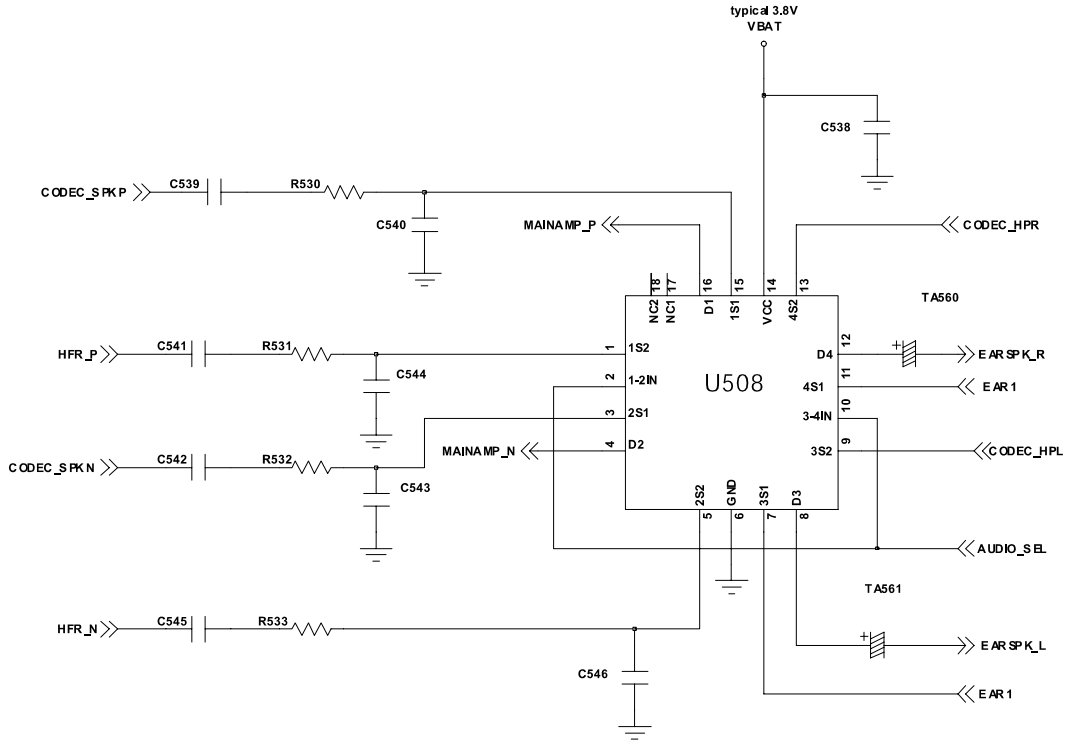 typical 3.8V
VBAT
C538
CODEC_SPKP
C539
R530
C540
MAINAMP_P
CODEC_HPR
NC2 18
NC1 17
D1 16
1S1 15
VCC 14
4S2 13
TA560
HFR_P
C541
R531
C544
1 1S2
2 1-2IN
3 2S1
4 D2
U508
D4 12
4S1 11
3-4IN 10
3S2 9
+
EARSPK_R
EAR1
CODEC_HPL
CODEC_SPKN
C542
R532
C543
MAINAMP_N
2S2 5
GND 6
3S1 7
D3 8
AUDIO_SEL
TA561
HFR_N
C545
R533
C546
+
EARSPK_L
EAR1